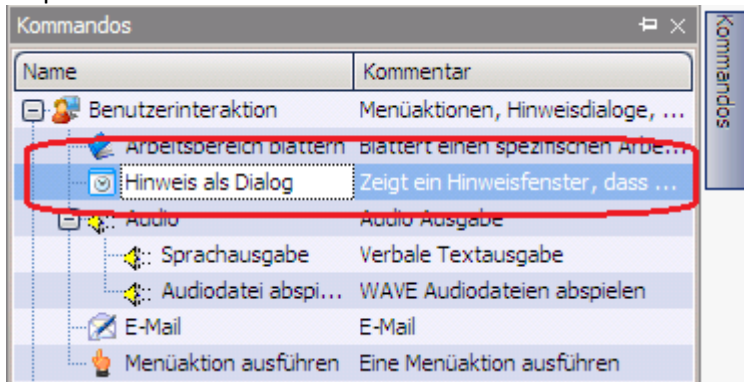 Kommandos
Name Kommentar
Benutzerinteraktion Menüaktionen, Hinweisdialoge, ...
Arbeitsbereich blättern Blättert einen spezifischen Arbe...
Hinweis als Dialog Zeigt ein Hinweisfenster, dass ...
Audio Audio Ausgabe
Sprachausgabe Verbale Textausgabe
Audiodatei abspi... WAVE Audiodateien abspielen
E-Mail E-Mail
Menüaktion ausführen Eine Menüaktion ausführen
Kommandos